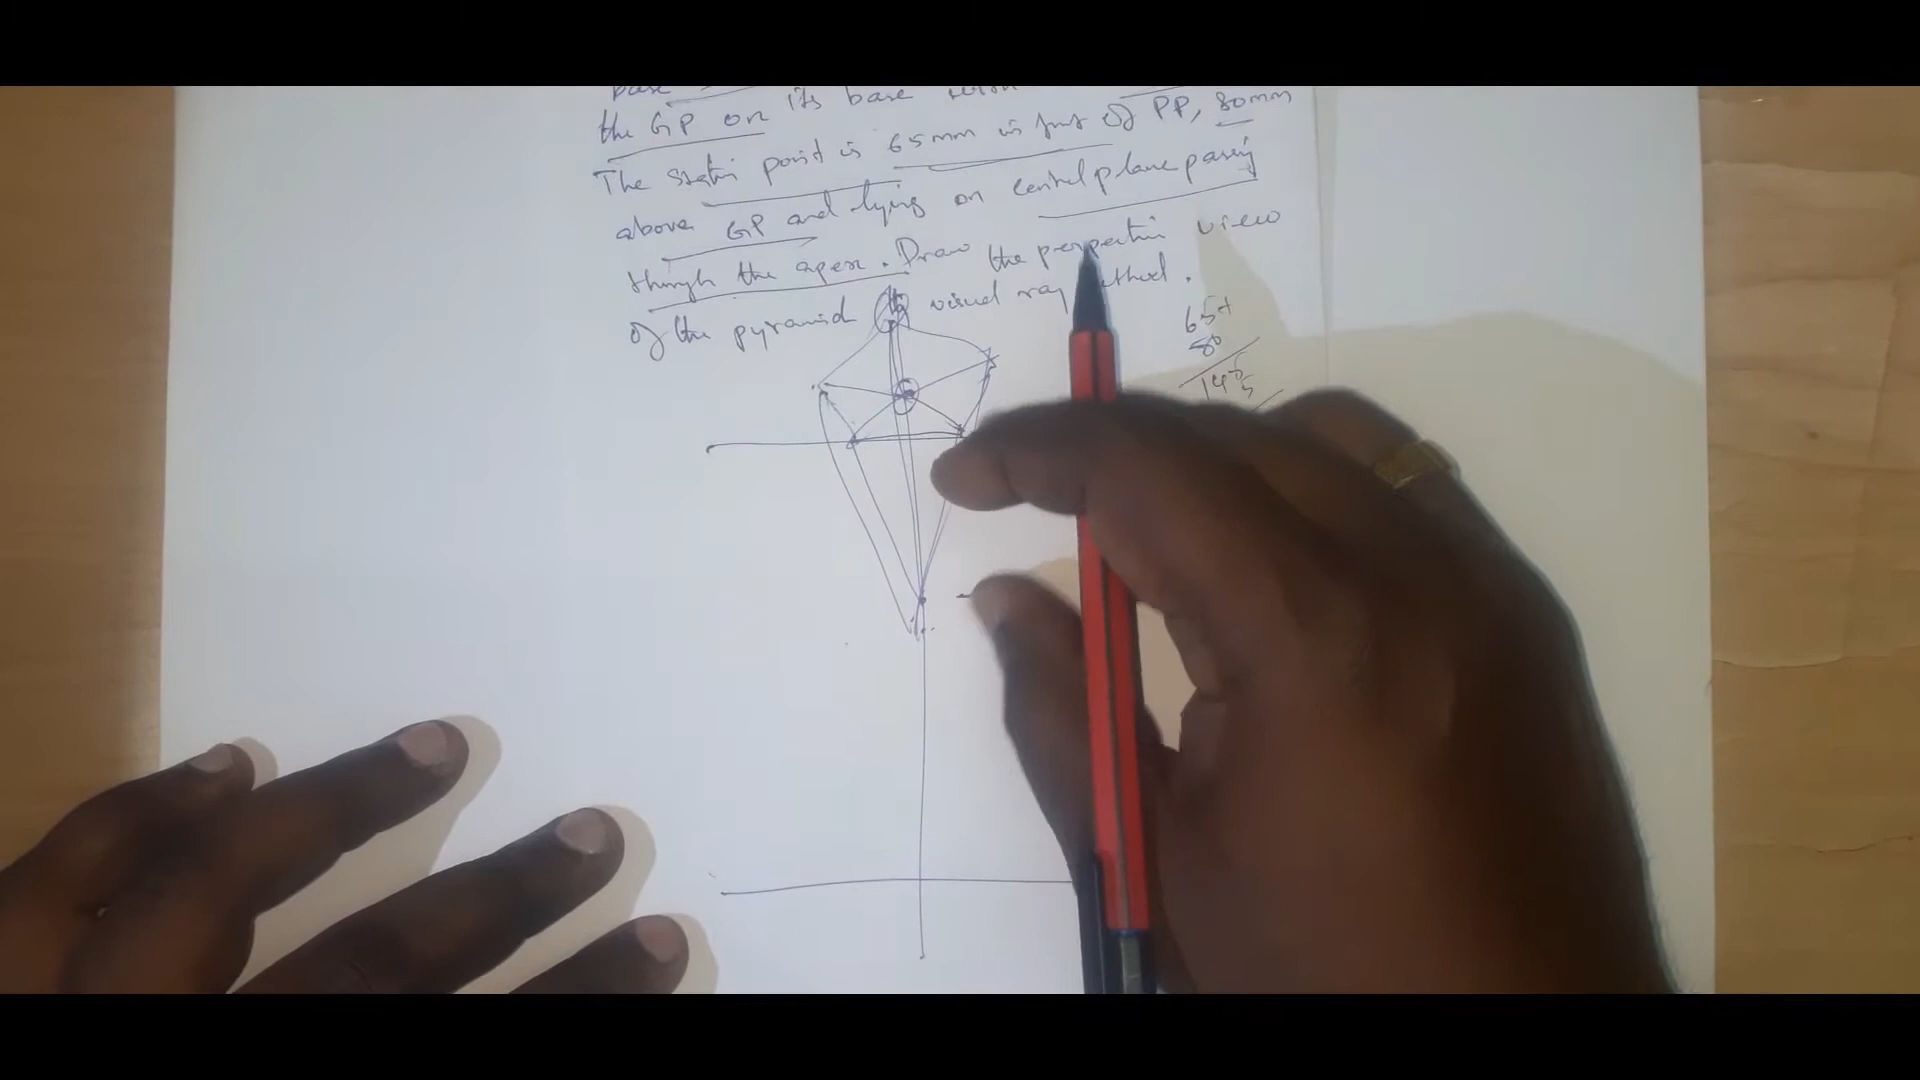 base
the GP on its base
The station point is 65mm in front of PP, 80mm
above GP and lying on central plane passing
through the apex. Draw the perspective view
of the pyramid visual ray
65+
80
145